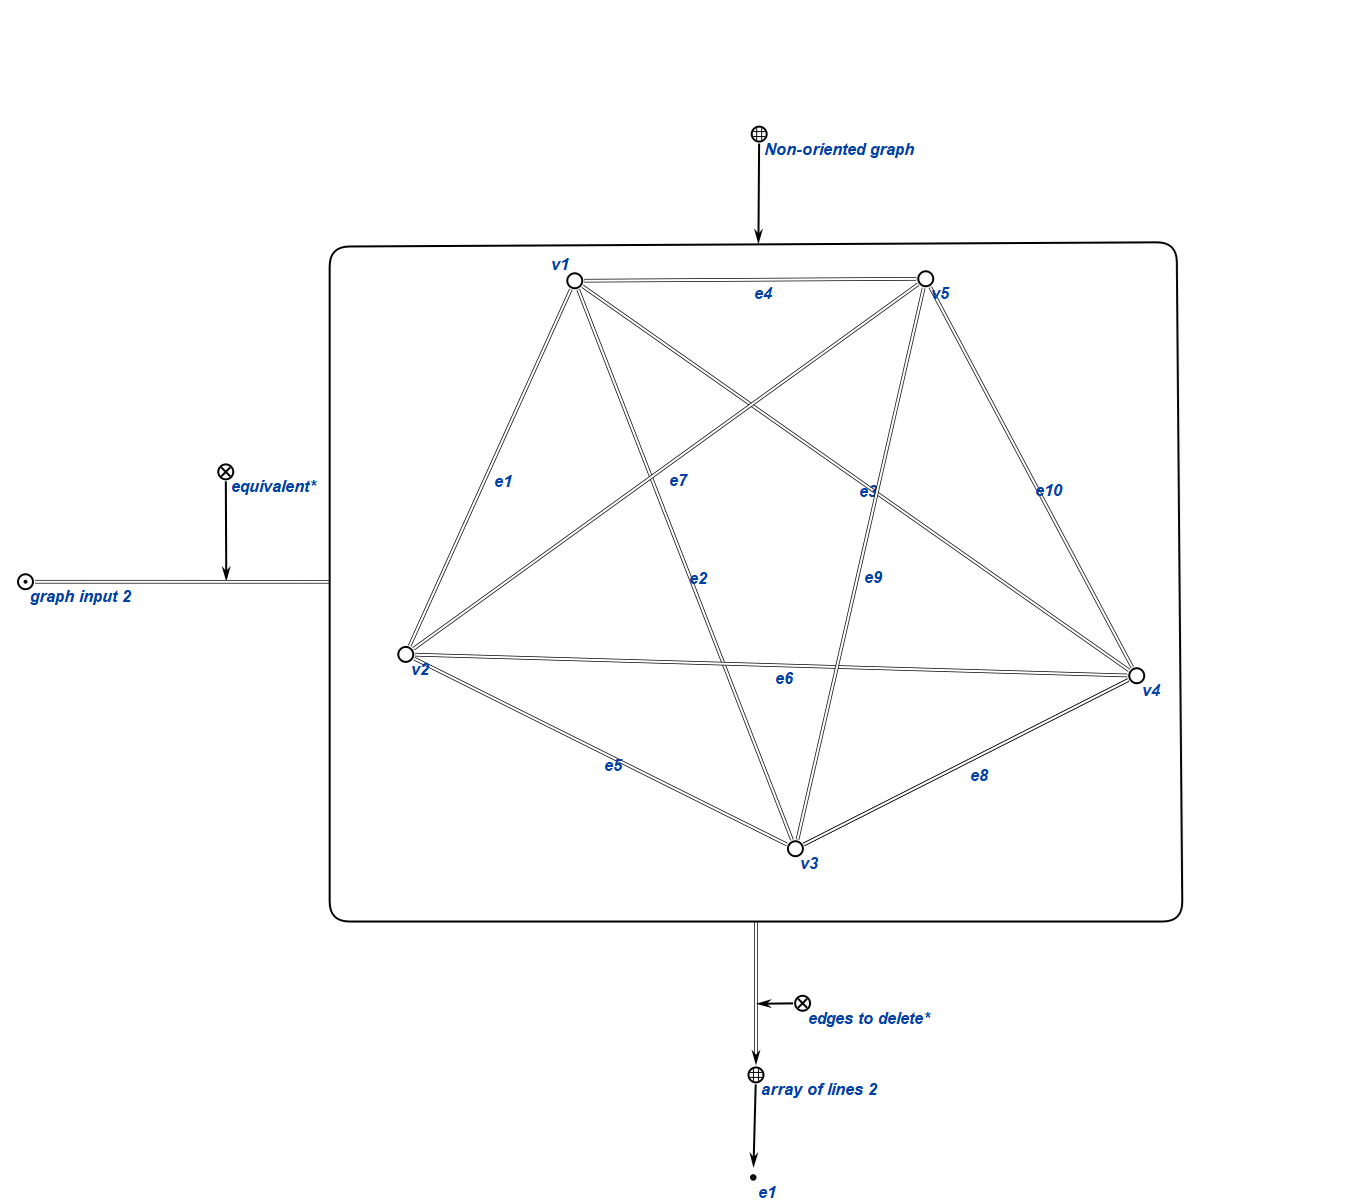 Non-oriented graph
v1
e4
v5
equivalent*
e1
e7
e3
e10
graph input 2
e2
e9
v2
e6
v4
e5
e8
v3
edges to delete*
array of lines 2
e1